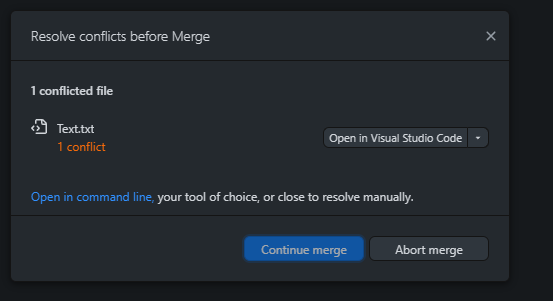 Resolve conflicts before Merge
1 conflicted file
Text.txt
1 conflict
Open in Visual Studio Code
Open in command line, your tool of choice, or close to resolve manually.
Continue merge
Abort merge